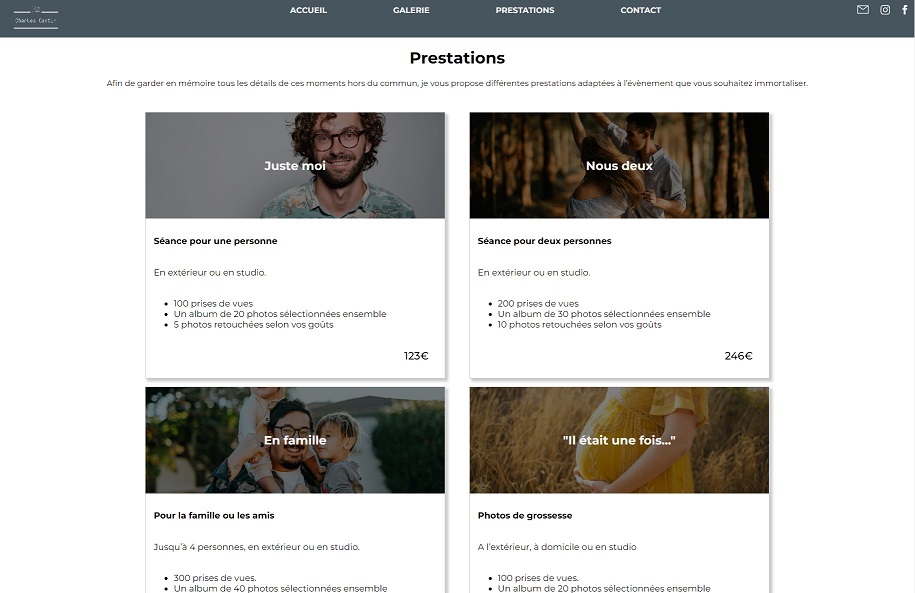 Charles Cantin
ACCUEIL
GALERIE
PRESTATIONS
CONTACT
Prestations
Afin de garder en mémoire tous les détails de ces moments hors du commun, je vous propose différentes prestations adaptées à l'évènement que vous souhaitez immortaliser.
Juste moi
Séance pour une personne
En extérieur ou en studio.
100 prises de vues
Un album de 20 photos sélectionnées ensemble
5 photos retouchées selon vos goûts
123€
Nous deux
Séance pour deux personnes
En extérieur ou en studio.
200 prises de vues
Un album de 30 photos sélectionnées ensemble
10 photos retouchées selon vos goûts
246€
En famille
Pour la famille ou les amis
Jusqu'à 4 personnes, en extérieur ou en studio.
300 prises de vues.
Un album de 40 photos sélectionnées ensemble
"Il était une fois..."
Photos de grossesse
A l'extérieur, à domicile ou en studio
100 prises de vues.
Un album de 20 photos sélectionnées ensemble